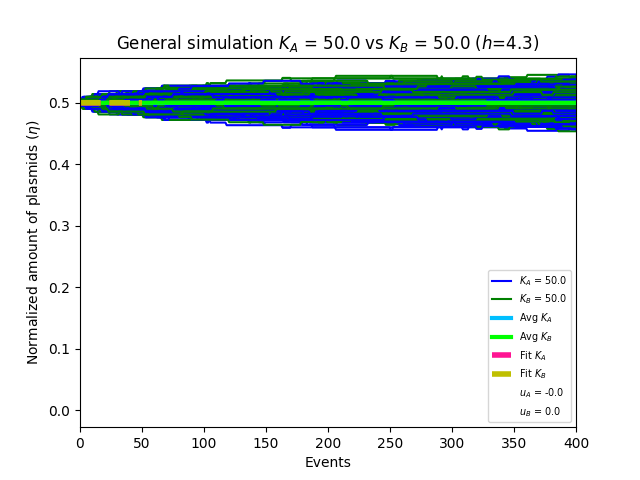 General simulation K_A = 50.0 vs K_B = 50.0 (h=4.3)
Normalized amount of plasmids (η)
0.5
0.4
0.3
0.2
0.1
0.0
K_A = 50.0
K_B = 50.0
Avg K_A
Avg K_B
Fit K_A
Fit K_B
u_A = -0.0
u_B = 0.0
0 50 100 150 200 250 300 350 400
Events